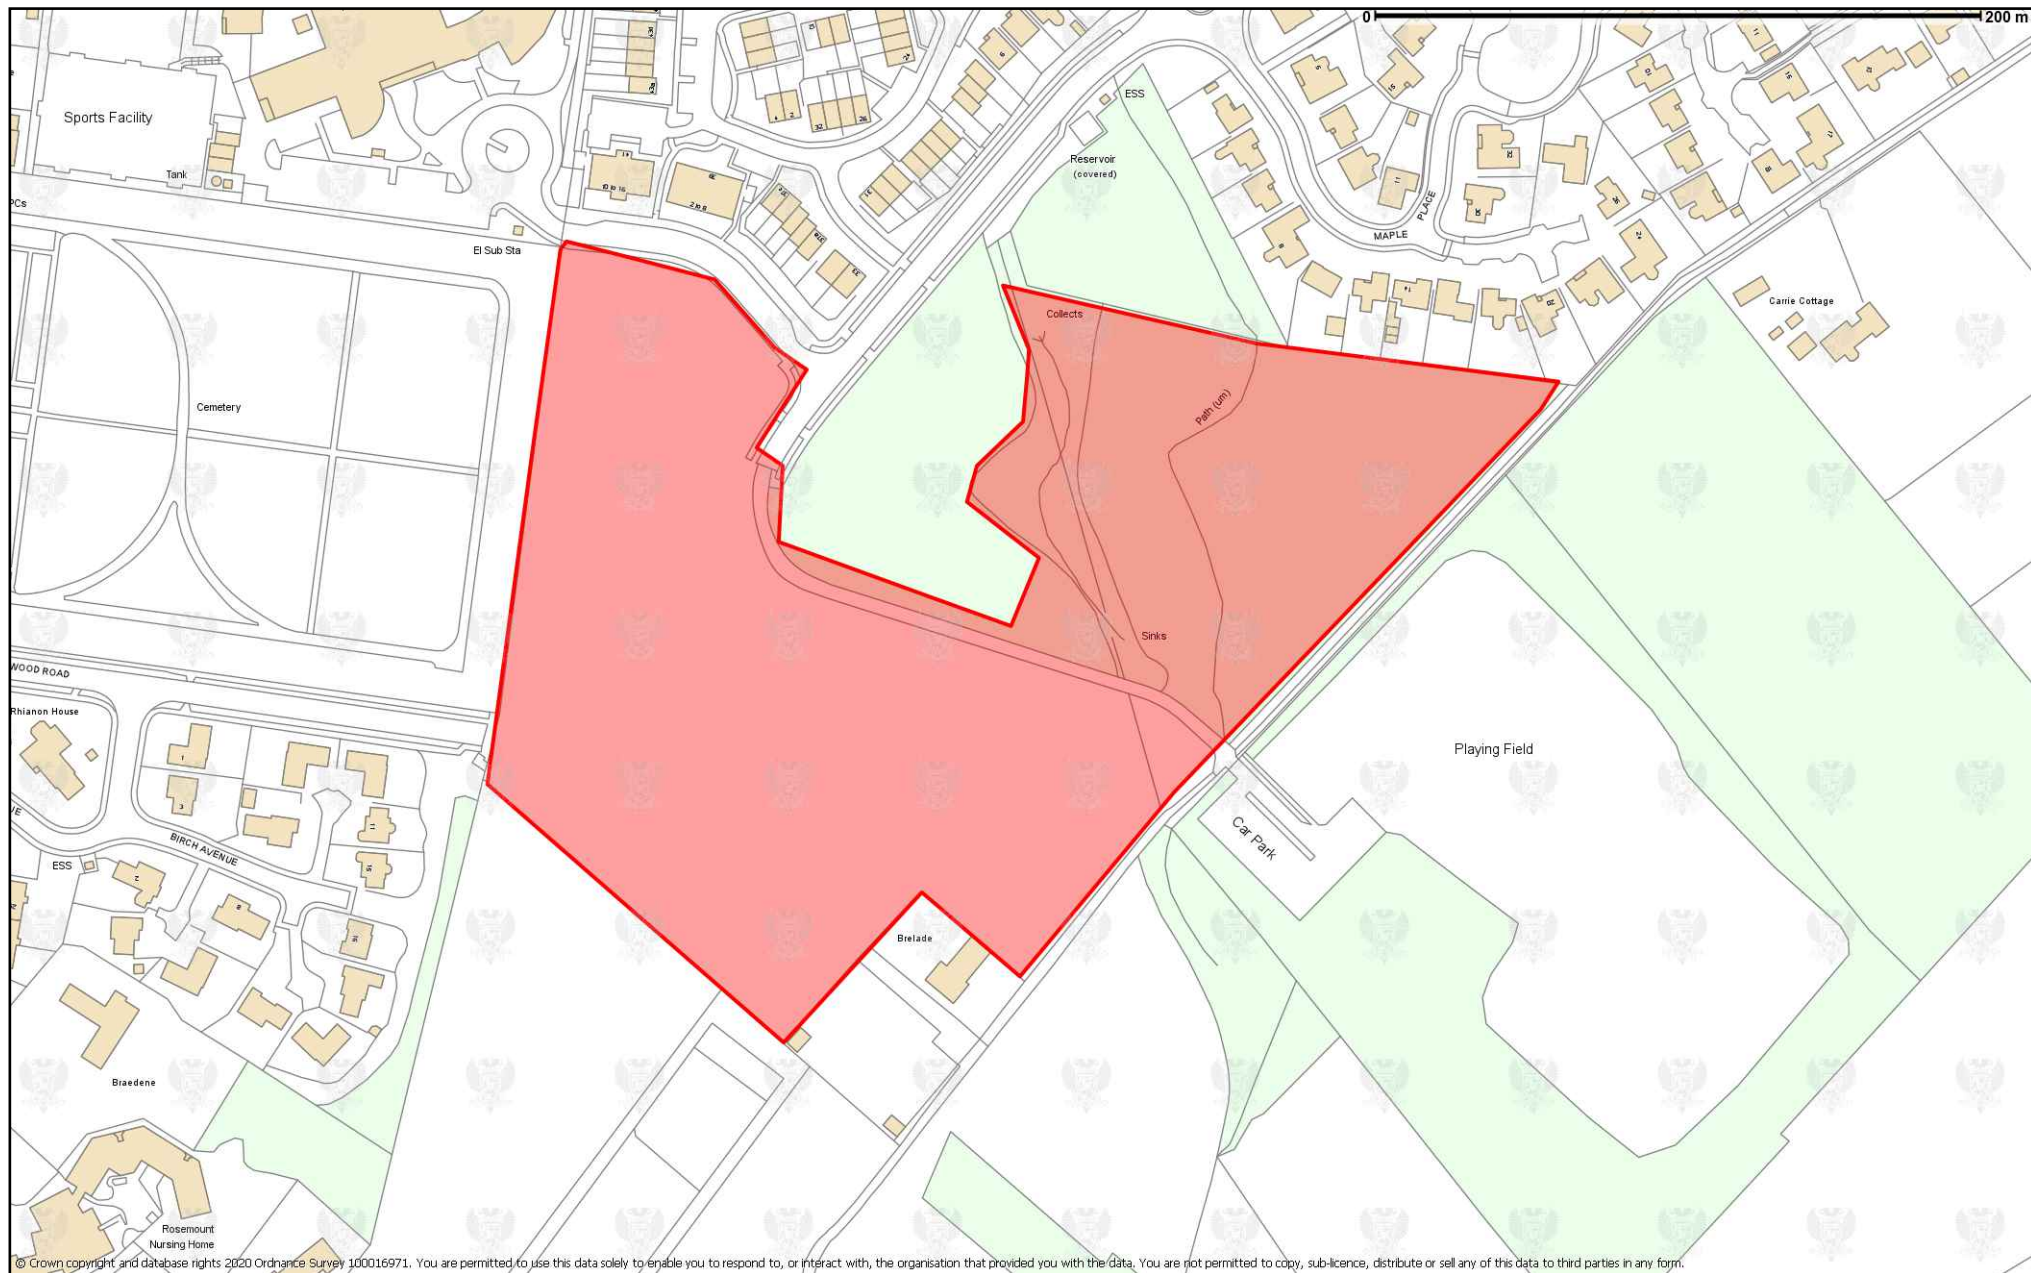 0 200 m
Sports Facility
Tank
PCs
El Sub Sta
Cemetery
ESS
Reservoir
(covered)
MAPLE
PLACE
Collects
Path (um)
Carrie Cottage
Sinks
Playing Field
Car Park
WOOD ROAD
Rhianon House
BIRCH AVENUE
ESS
Brelade
Braedene
Rosemount
Nursing Home
© Crown copyright and database rights 2020 Ordnance Survey 100016971. You are permitted to use this data solely to enable you to respond to, or interact with, the organisation that provided you with the data. You are not permitted to copy, sub-licence, distribute or sell any of this data to third parties in any form.